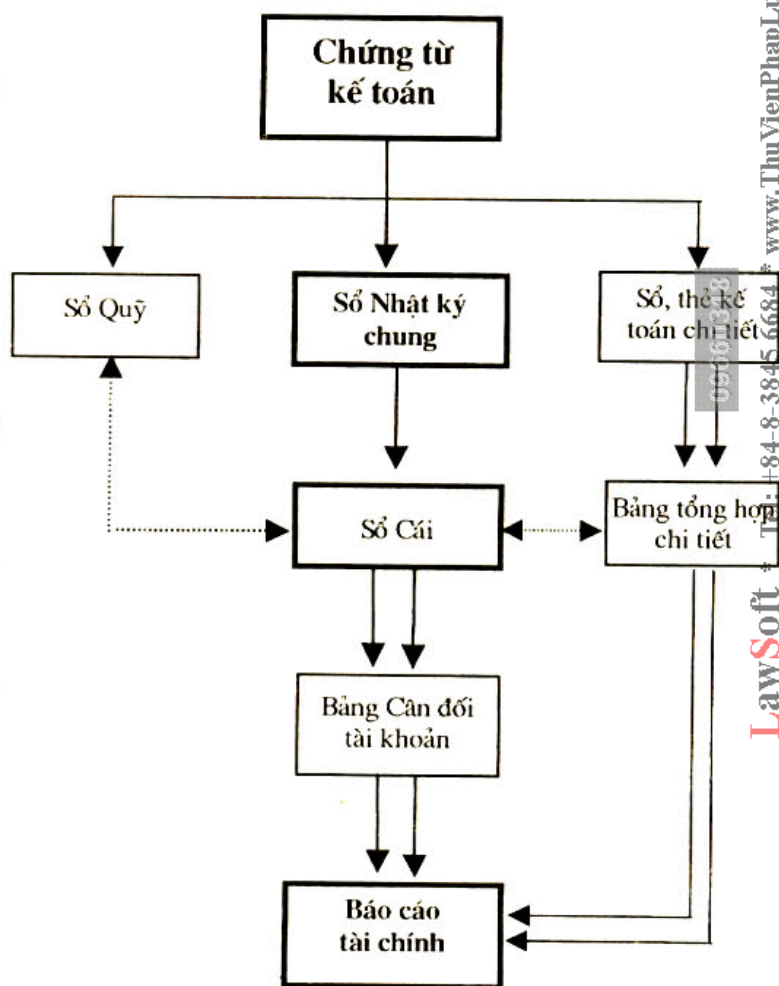 Chứng từ
kế toán
Sổ Quỹ
Sổ Nhật ký
chung
Sổ, thẻ kế
toán chi tiết
Sổ Cái
Bảng tổng hợp
chi tiết
Bảng Cân đối
tài khoản
Báo cáo
tài chính
LawSoft * +84-8-3845 6684 * www.ThuVienPhapLu